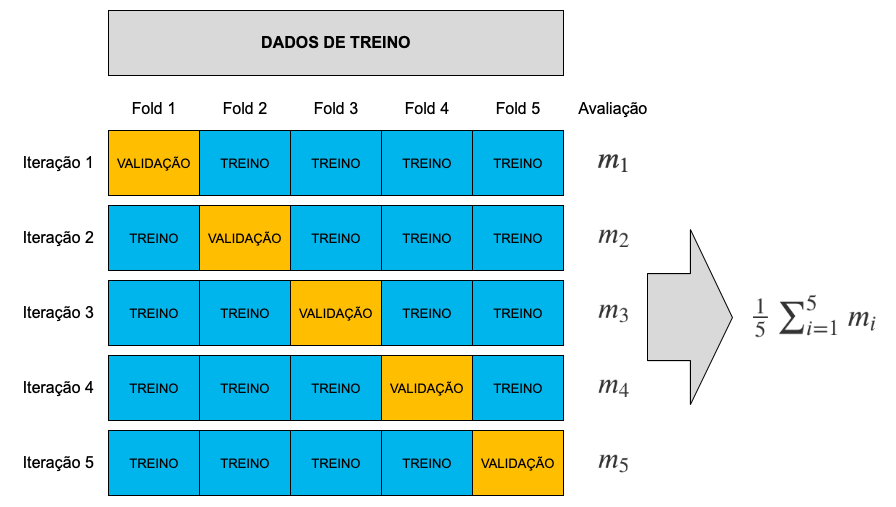 DADOS DE TREINO
Fold 1 Fold 2 Fold 3 Fold 4 Fold 5 Avaliação
Iteração 1 VALIDAÇÃO TREINO TREINO TREINO TREINO m₁
Iteração 2 TREINO VALIDAÇÃO TREINO TREINO TREINO m₂
Iteração 3 TREINO TREINO VALIDAÇÃO TREINO TREINO m₃
1/5 ∑⁵ᵢ₌₁ mᵢ
Iteração 4 TREINO TREINO TREINO VALIDAÇÃO TREINO m₄
Iteração 5 TREINO TREINO TREINO TREINO VALIDAÇÃO m₅